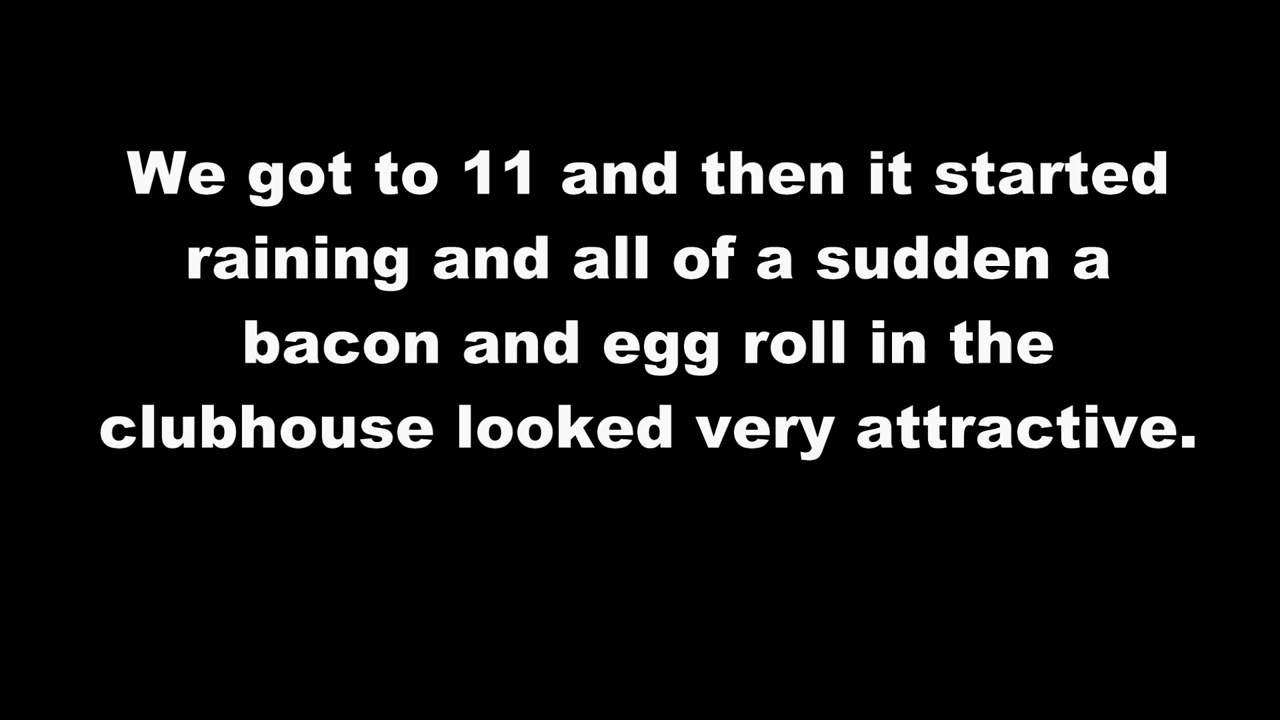 We got to 11 and then it started
raining and all of a sudden a
bacon and egg roll in the
clubhouse looked very attractive.